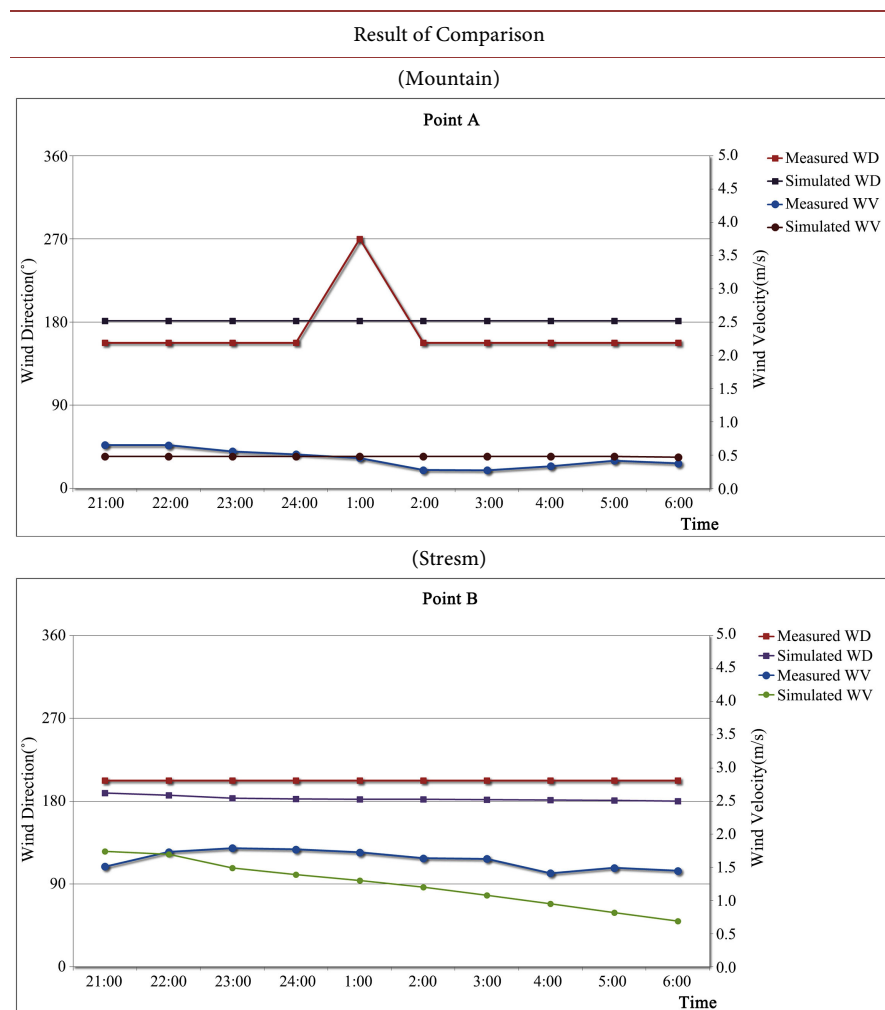 Result of Comparison
(Mountain)
Point A
Wind Direction(°)
360
270
180
90
0
5.0
4.5
4.0
3.5
3.0
2.5
2.0
1.5
1.0
0.5
0.0
Wind Velocity(m/s)
Measured WD
Simulated WD
Measured WV
Simulated WV
21:00 22:00 23:00 24:00 1:00 2:00 3:00 4:00 5:00 6:00
Time
(Stresm)
Point B
Wind Direction(°)
360
270
180
90
0
5.0
4.5
4.0
3.5
3.0
2.5
2.0
1.5
1.0
0.5
0.0
Wind Velocity(m/s)
Measured WD
Simulated WD
Measured WV
Simulated WV
21:00 22:00 23:00 24:00 1:00 2:00 3:00 4:00 5:00 6:00
Time